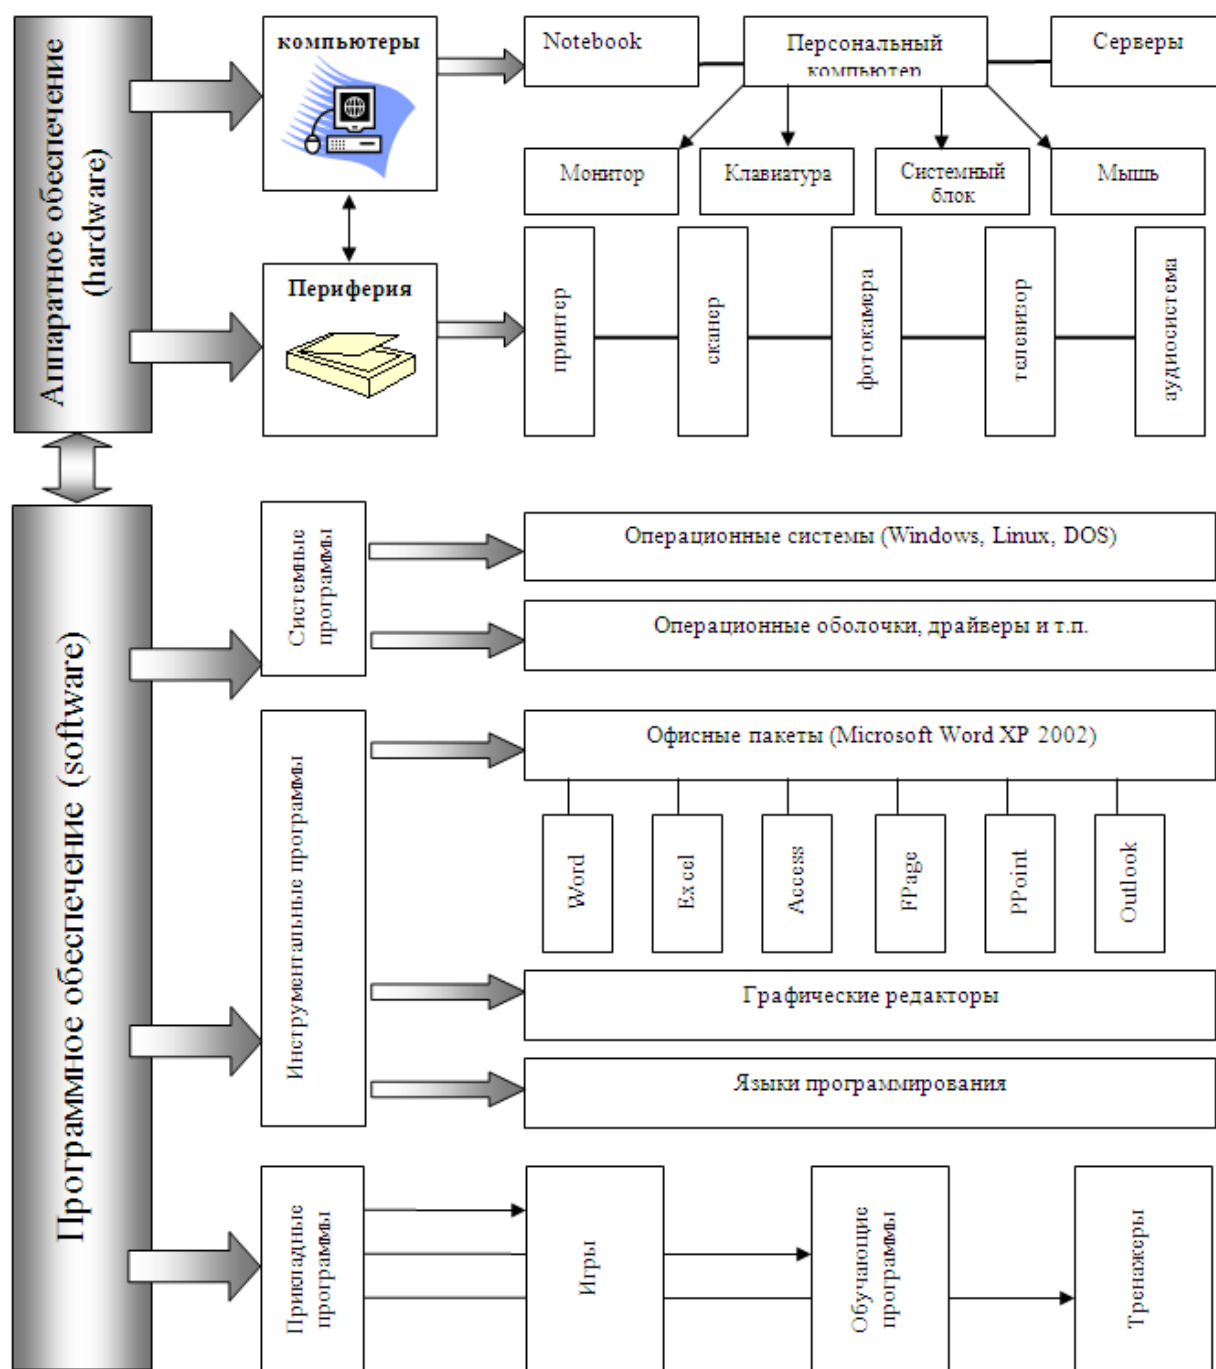 Аппаратное обеспечение
(hardware)
компьютеры
Notebook
Персональный
компьютер
Серверы
Монитор
Клавиатура
Системный
блок
Мышь
Периферия
принтер
сканер
фотокамера
телевизор
аудиосистема
Программное обеспечение (software)
Системные
программы
Операционные системы (Windows, Linux, DOS)
Операционные оболочки, драйверы и т.п.
Инструментальные программы
Офисные пакеты (Microsoft Word XP 2002)
Word
Excel
Access
FPage
PPoint
Outlook
Графические редакторы
Языки программирования
Прикладные
программы
Игры
Обучающие
программы
Тренажеры